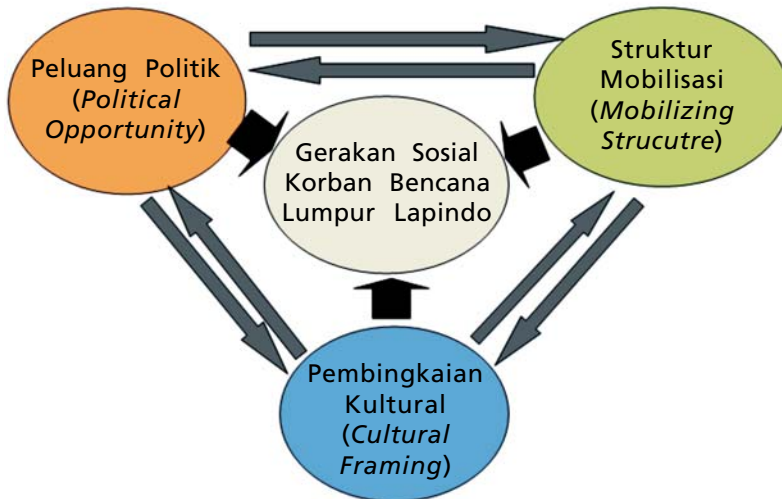 Peluang Politik
(Political
Opportunity)
Struktur
Mobilisasi
(Mobilizing
Strucutre)
Gerakan Sosial
Korban Bencana
Lumpur Lapindo
Pembingkaian
Kultural
(Cultural
Framing)